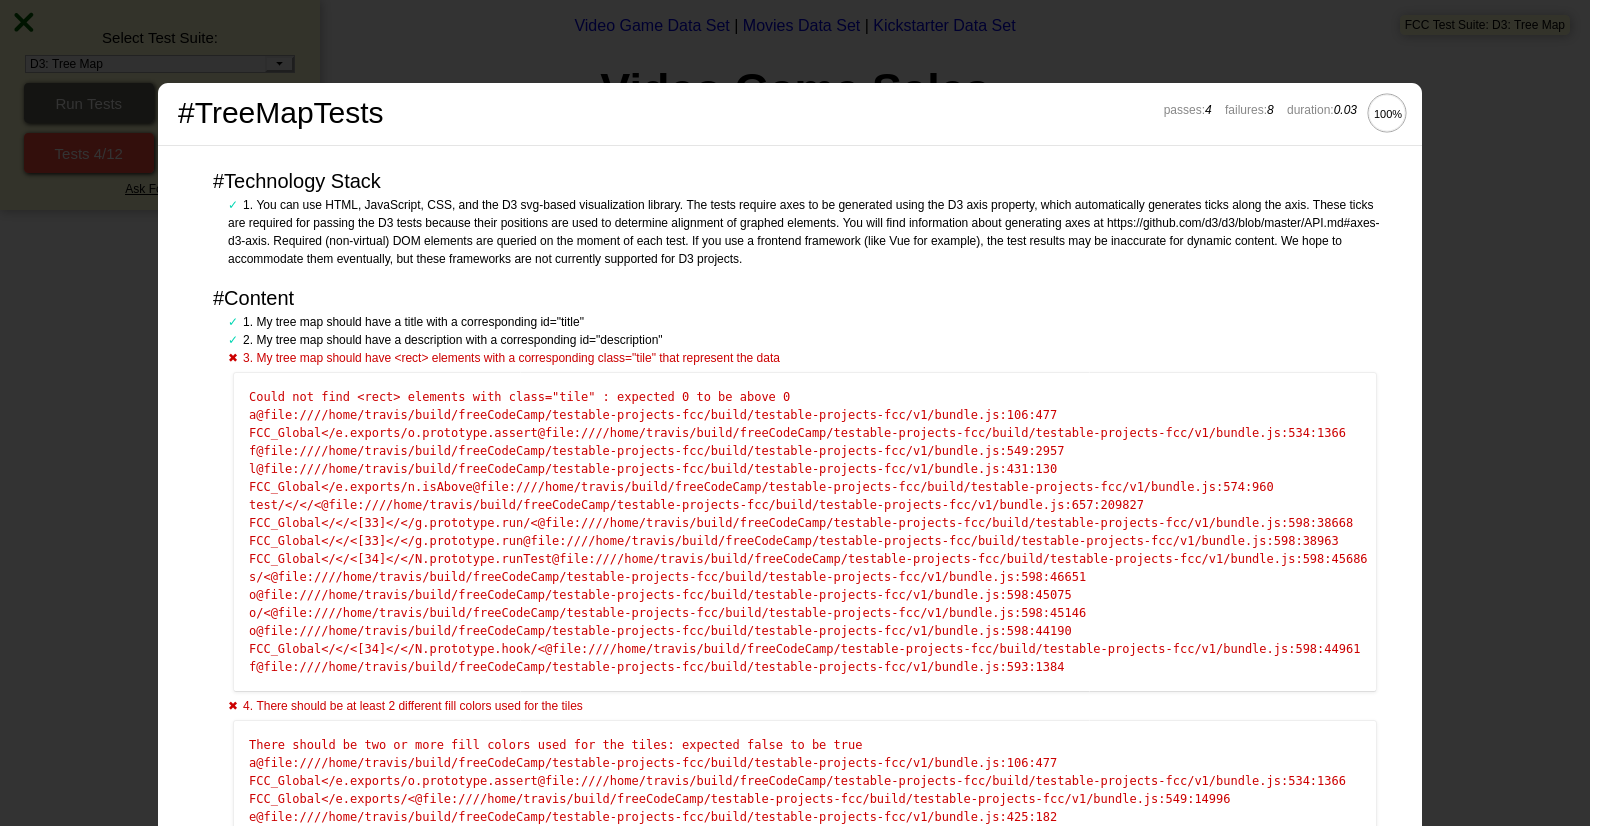 Select Test Suite:
D3: Tree Map
Run Tests
Tests 4/12
Video Game Data Set | Movies Data Set | Kickstarter Data Set
FCC Test Suite: D3: Tree Map
Video Game Sales
#TreeMapTests
passes:4 failures:8 duration:0.03 100%
#Technology Stack
✓ 1. You can use HTML, JavaScript, CSS, and the D3 svg-based visualization library. The tests require axes to be generated using the D3 axis property, which automatically generates ticks along the axis. These ticks
are required for passing the D3 tests because their positions are used to determine alignment of graphed elements. You will find information about generating axes at https://github.com/d3/d3/blob/master/API.md#axes-
d3-axis. Required (non-virtual) DOM elements are queried on the moment of each test. If you use a frontend framework (like Vue for example), the test results may be inaccurate for dynamic content. We hope to
accommodate them eventually, but these frameworks are not currently supported for D3 projects.
#Content
✓ 1. My tree map should have a title with a corresponding id="title"
✓ 2. My tree map should have a description with a corresponding id="description"
✖ 3. My tree map should have <rect> elements with a corresponding class="tile" that represent the data
Could not find <rect> elements with class="tile" : expected 0 to be above 0
a@file:////home/travis/build/freeCodeCamp/testable-projects-fcc/build/testable-projects-fcc/v1/bundle.js:106:477
FCC_Global</e.exports/o.prototype.assert@file:////home/travis/build/freeCodeCamp/testable-projects-fcc/build/testable-projects-fcc/v1/bundle.js:534:1366
f@file:////home/travis/build/freeCodeCamp/testable-projects-fcc/build/testable-projects-fcc/v1/bundle.js:549:2957
l@file:////home/travis/build/freeCodeCamp/testable-projects-fcc/build/testable-projects-fcc/v1/bundle.js:431:130
FCC_Global</e.exports/n.isAbove@file:////home/travis/build/freeCodeCamp/testable-projects-fcc/build/testable-projects-fcc/v1/bundle.js:574:960
test/</</<@file:////home/travis/build/freeCodeCamp/testable-projects-fcc/build/testable-projects-fcc/v1/bundle.js:657:209827
FCC_Global</</<[33]</</g.prototype.run/<@file:////home/travis/build/freeCodeCamp/testable-projects-fcc/build/testable-projects-fcc/v1/bundle.js:598:38668
FCC_Global</</<[33]</</g.prototype.run@file:////home/travis/build/freeCodeCamp/testable-projects-fcc/build/testable-projects-fcc/v1/bundle.js:598:38963
FCC_Global</</<[34]</</N.prototype.runTest@file:////home/travis/build/freeCodeCamp/testable-projects-fcc/build/testable-projects-fcc/v1/bundle.js:598:45686
s/<@file:////home/travis/build/freeCodeCamp/testable-projects-fcc/build/testable-projects-fcc/v1/bundle.js:598:46651
o@file:////home/travis/build/freeCodeCamp/testable-projects-fcc/build/testable-projects-fcc/v1/bundle.js:598:45075
o/<@file:////home/travis/build/freeCodeCamp/testable-projects-fcc/build/testable-projects-fcc/v1/bundle.js:598:45146
o@file:////home/travis/build/freeCodeCamp/testable-projects-fcc/build/testable-projects-fcc/v1/bundle.js:598:44190
FCC_Global</</<[34]</</N.prototype.hook/<@file:////home/travis/build/freeCodeCamp/testable-projects-fcc/build/testable-projects-fcc/v1/bundle.js:598:44961
f@file:////home/travis/build/freeCodeCamp/testable-projects-fcc/build/testable-projects-fcc/v1/bundle.js:593:1384
✖ 4. There should be at least 2 different fill colors used for the tiles
There should be two or more fill colors used for the tiles: expected false to be true
a@file:////home/travis/build/freeCodeCamp/testable-projects-fcc/build/testable-projects-fcc/v1/bundle.js:106:477
FCC_Global</e.exports/o.prototype.assert@file:////home/travis/build/freeCodeCamp/testable-projects-fcc/build/testable-projects-fcc/v1/bundle.js:534:1366
FCC_Global</e.exports/<@file:////home/travis/build/freeCodeCamp/testable-projects-fcc/build/testable-projects-fcc/v1/bundle.js:549:14996
e@file:////home/travis/build/freeCodeCamp/testable-projects-fcc/build/testable-projects-fcc/v1/bundle.js:425:182